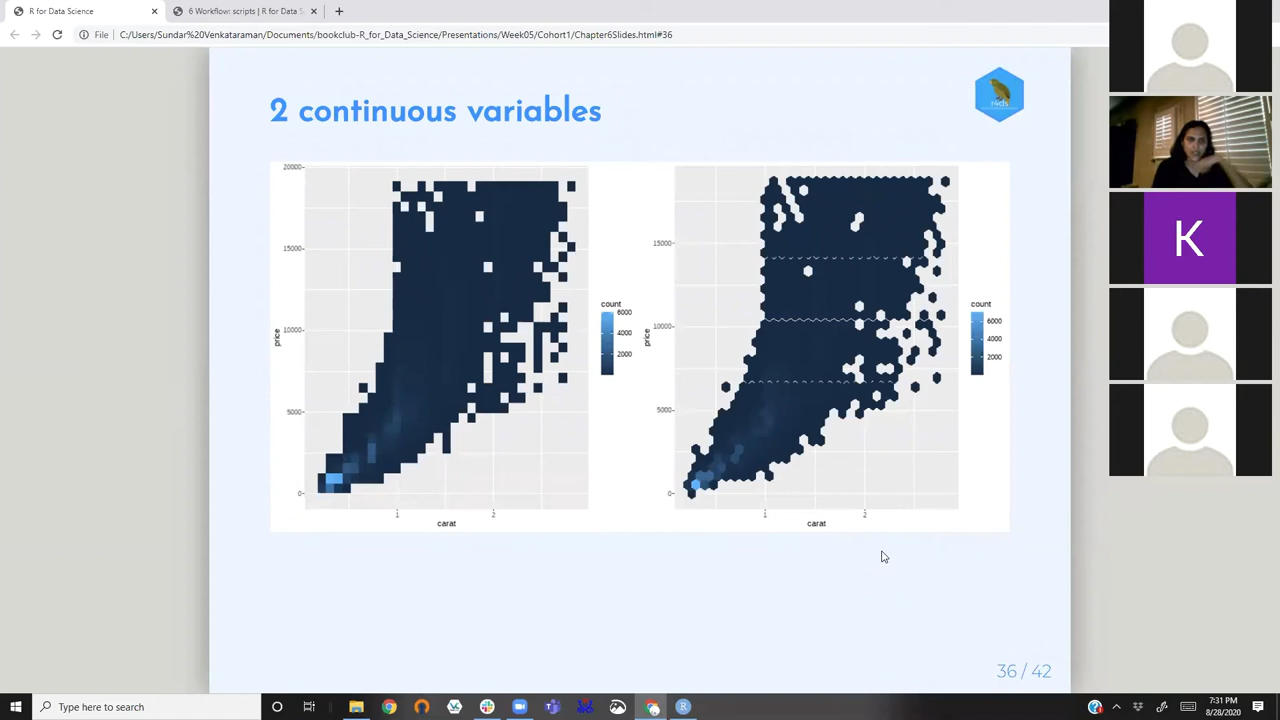 R for Data Science
6 Workflow: scripts | R for Data S
File
C:/Users/Sundar%20Venkataraman/Documents/bookclub-R_for_Data_Science/Presentations/Week05/Cohort1/Chapter6Slides.html#36
2 continuous variables
r4ds
20000
15000
10000
5000
0
price
1
2
carat
count
6000
4000
2000
15000
10000
5000
0
price
1
2
carat
count
6000
4000
2000
K
36 / 42
Type here to search
7:31 PM
8/28/2020